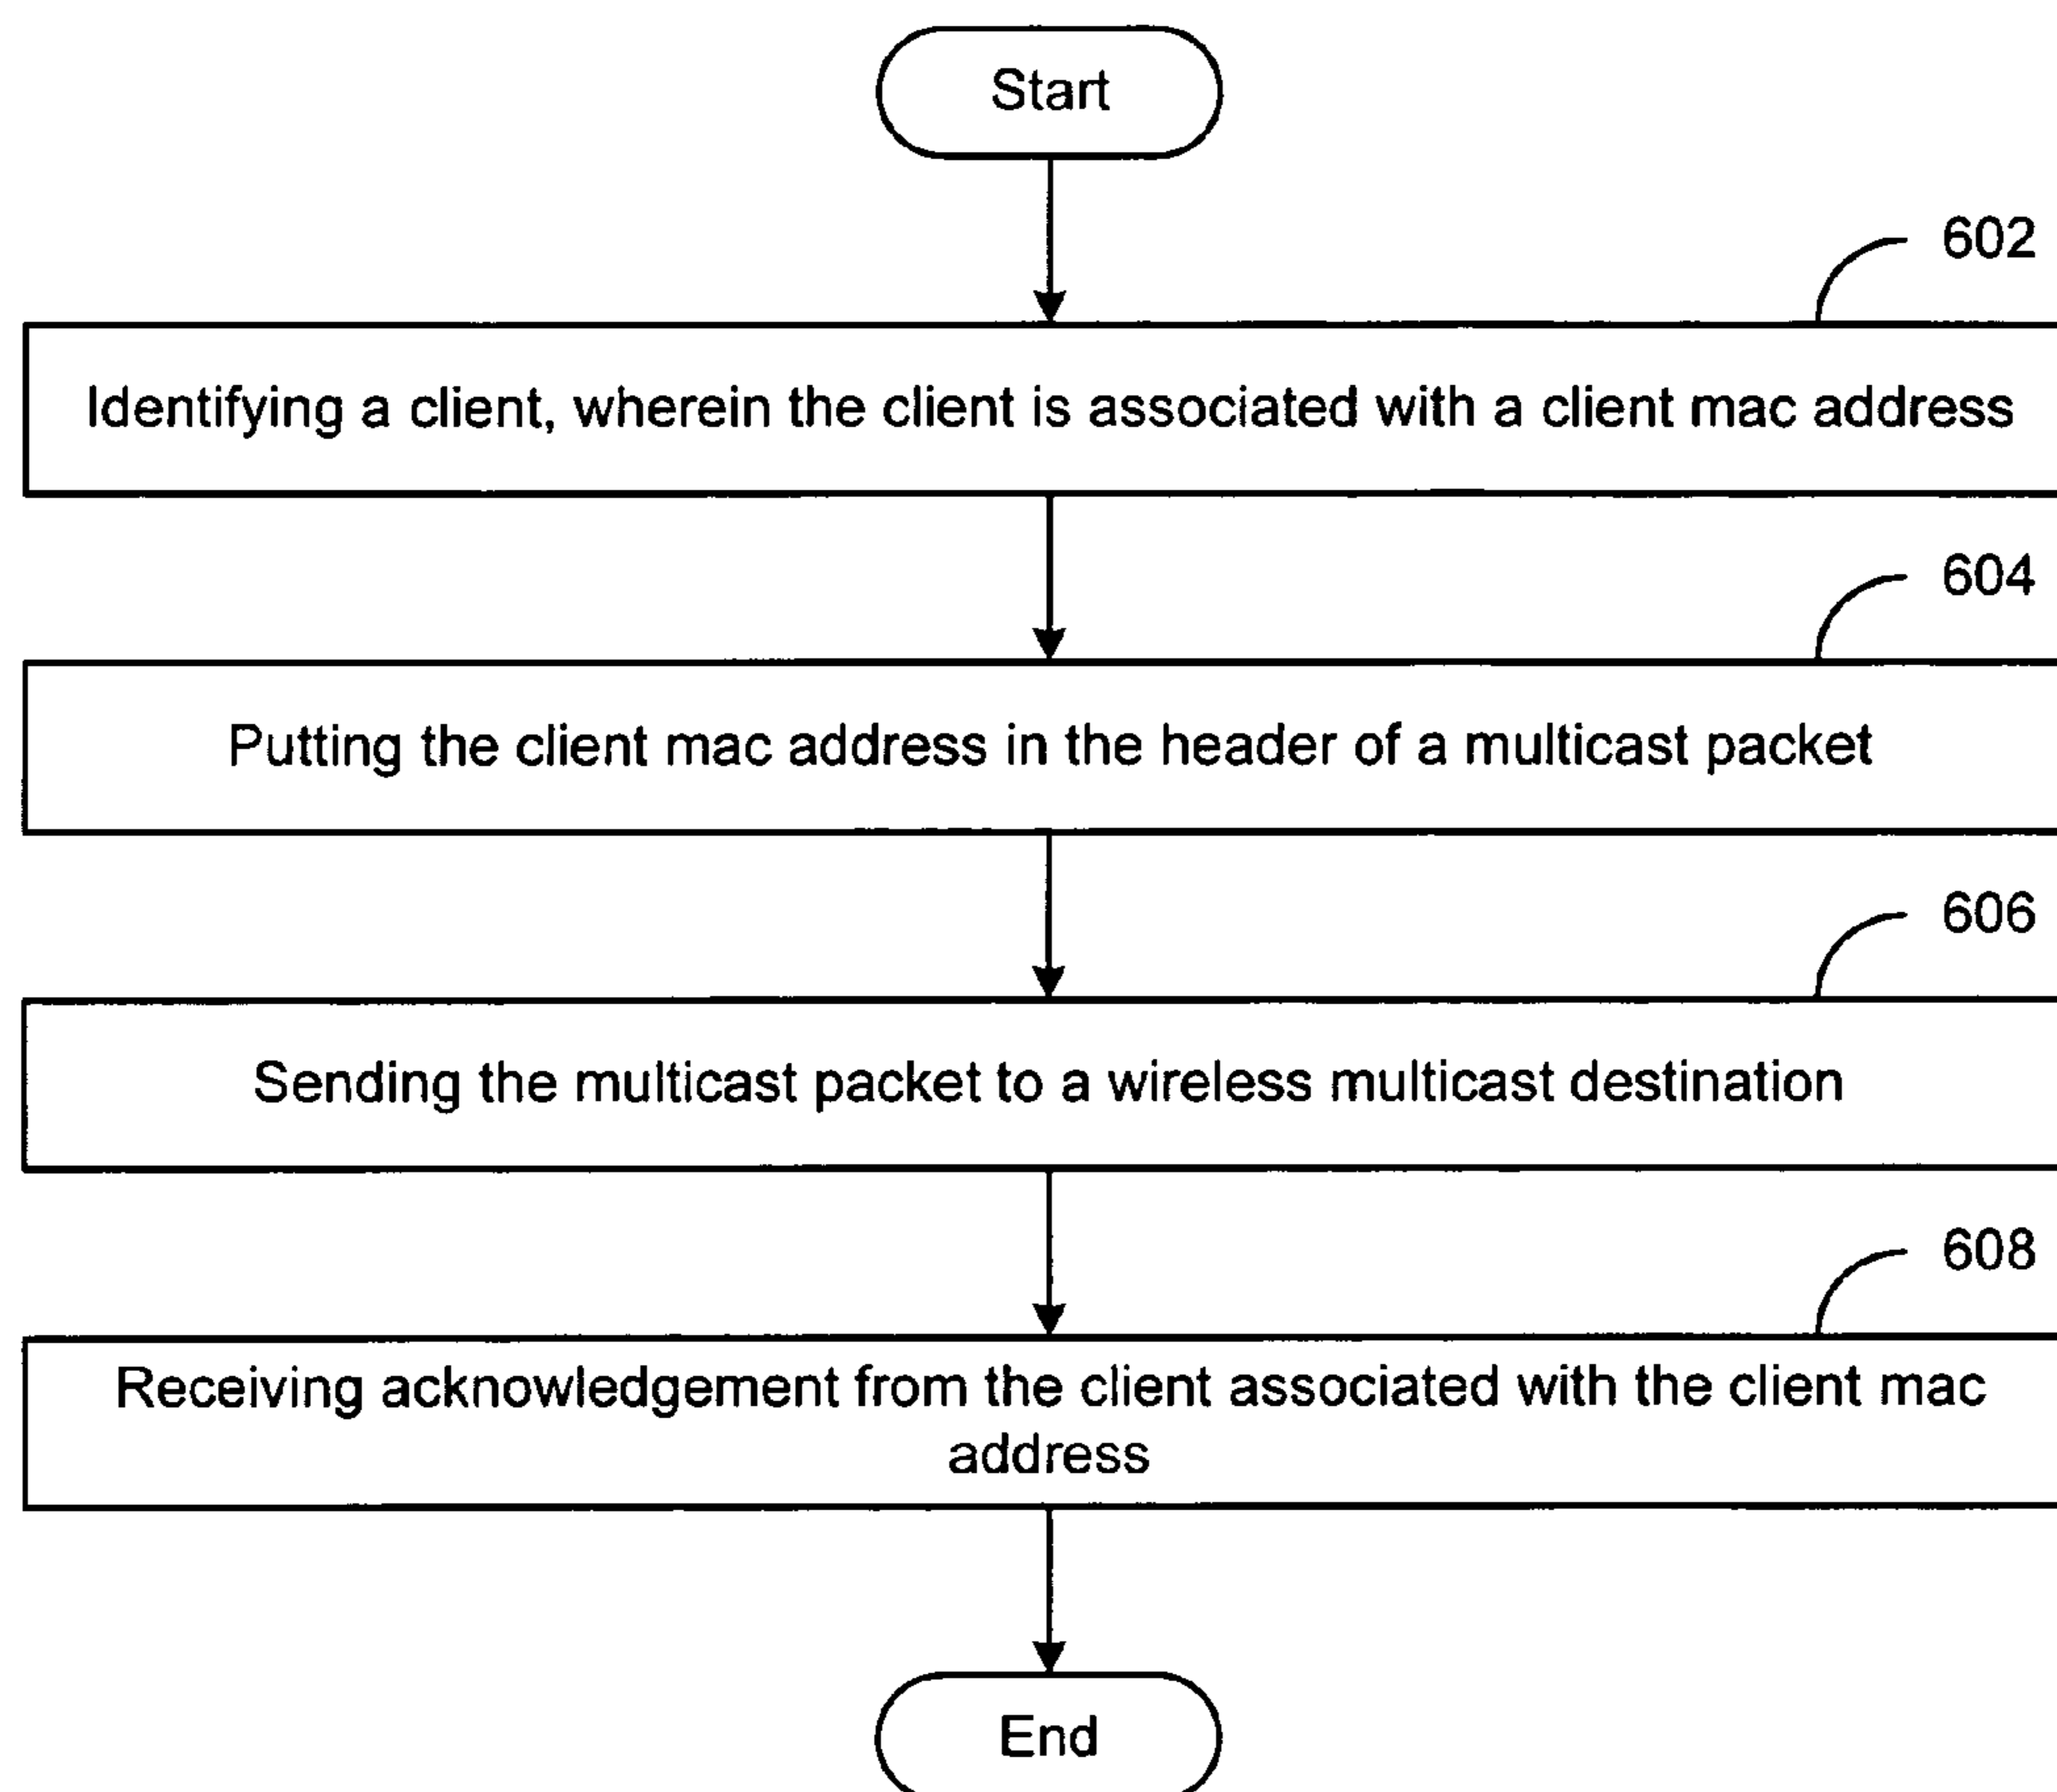 Start
602
Identifying a client, wherein the client is associated with a client mac address
604
Putting the client mac address in the header of a multicast packet
606
Sending the multicast packet to a wireless multicast destination
608
Receiving acknowledgement from the client associated with the client mac
address
End